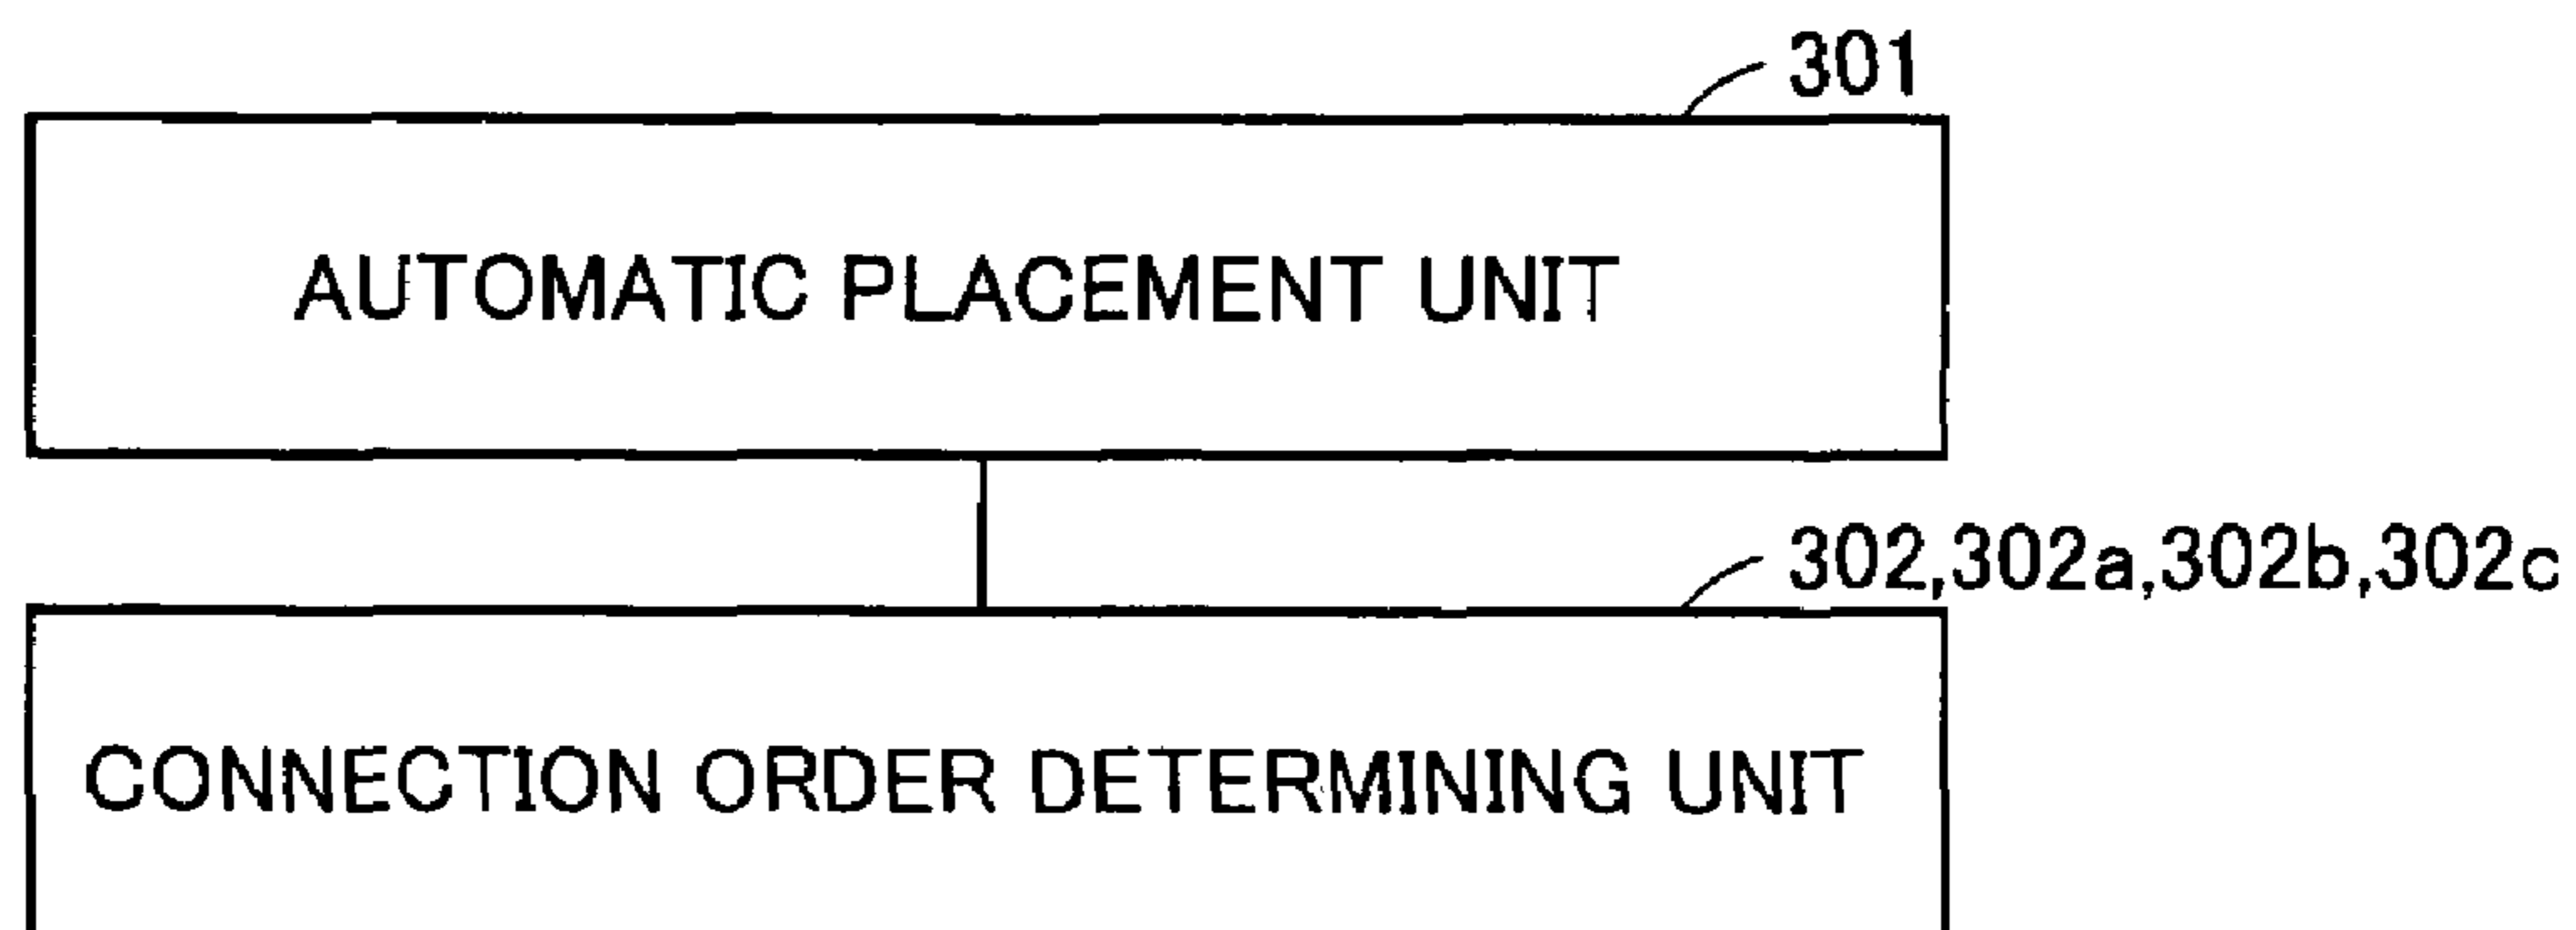 301
AUTOMATIC PLACEMENT UNIT
302,302a,302b,302c
CONNECTION ORDER DETERMINING UNIT